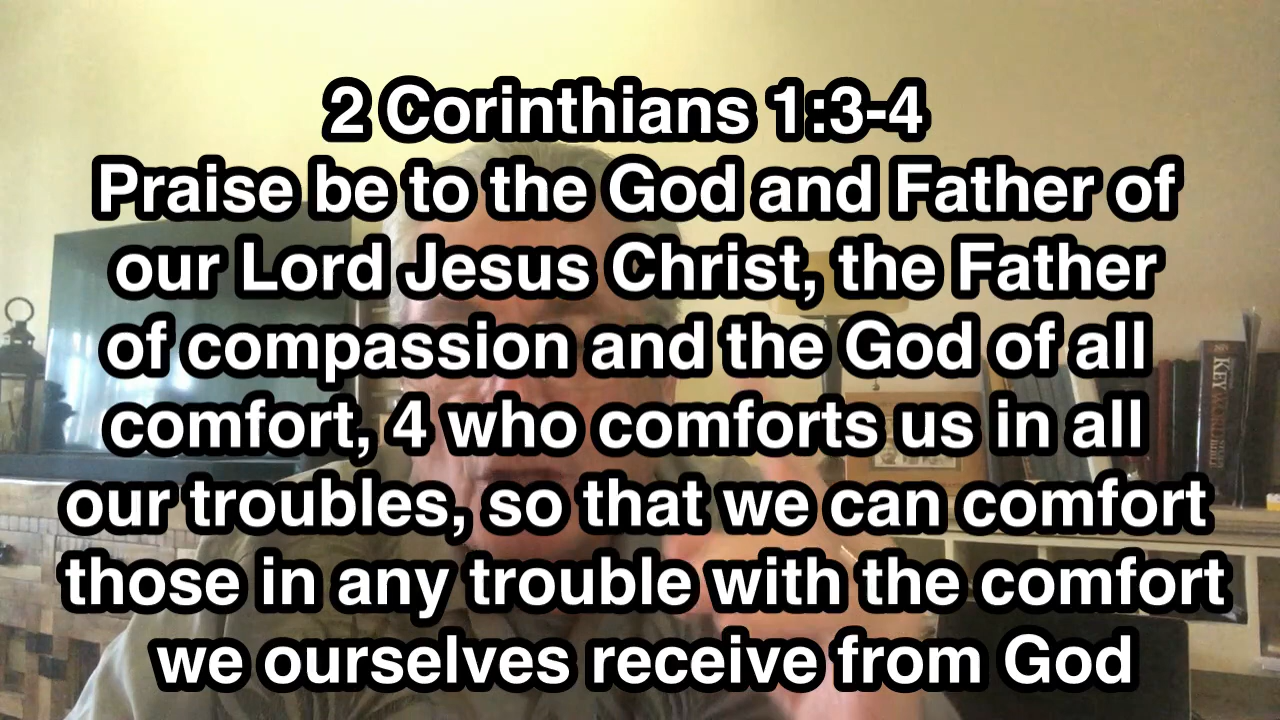 2 Corinthians 1:3-4
Praise be to the God and Father of
our Lord Jesus Christ, the Father
of compassion and the God of all
comfort, 4 who comforts us in all
our troubles, so that we can comfort
those in any trouble with the comfort
we ourselves receive from God
KEY WORD